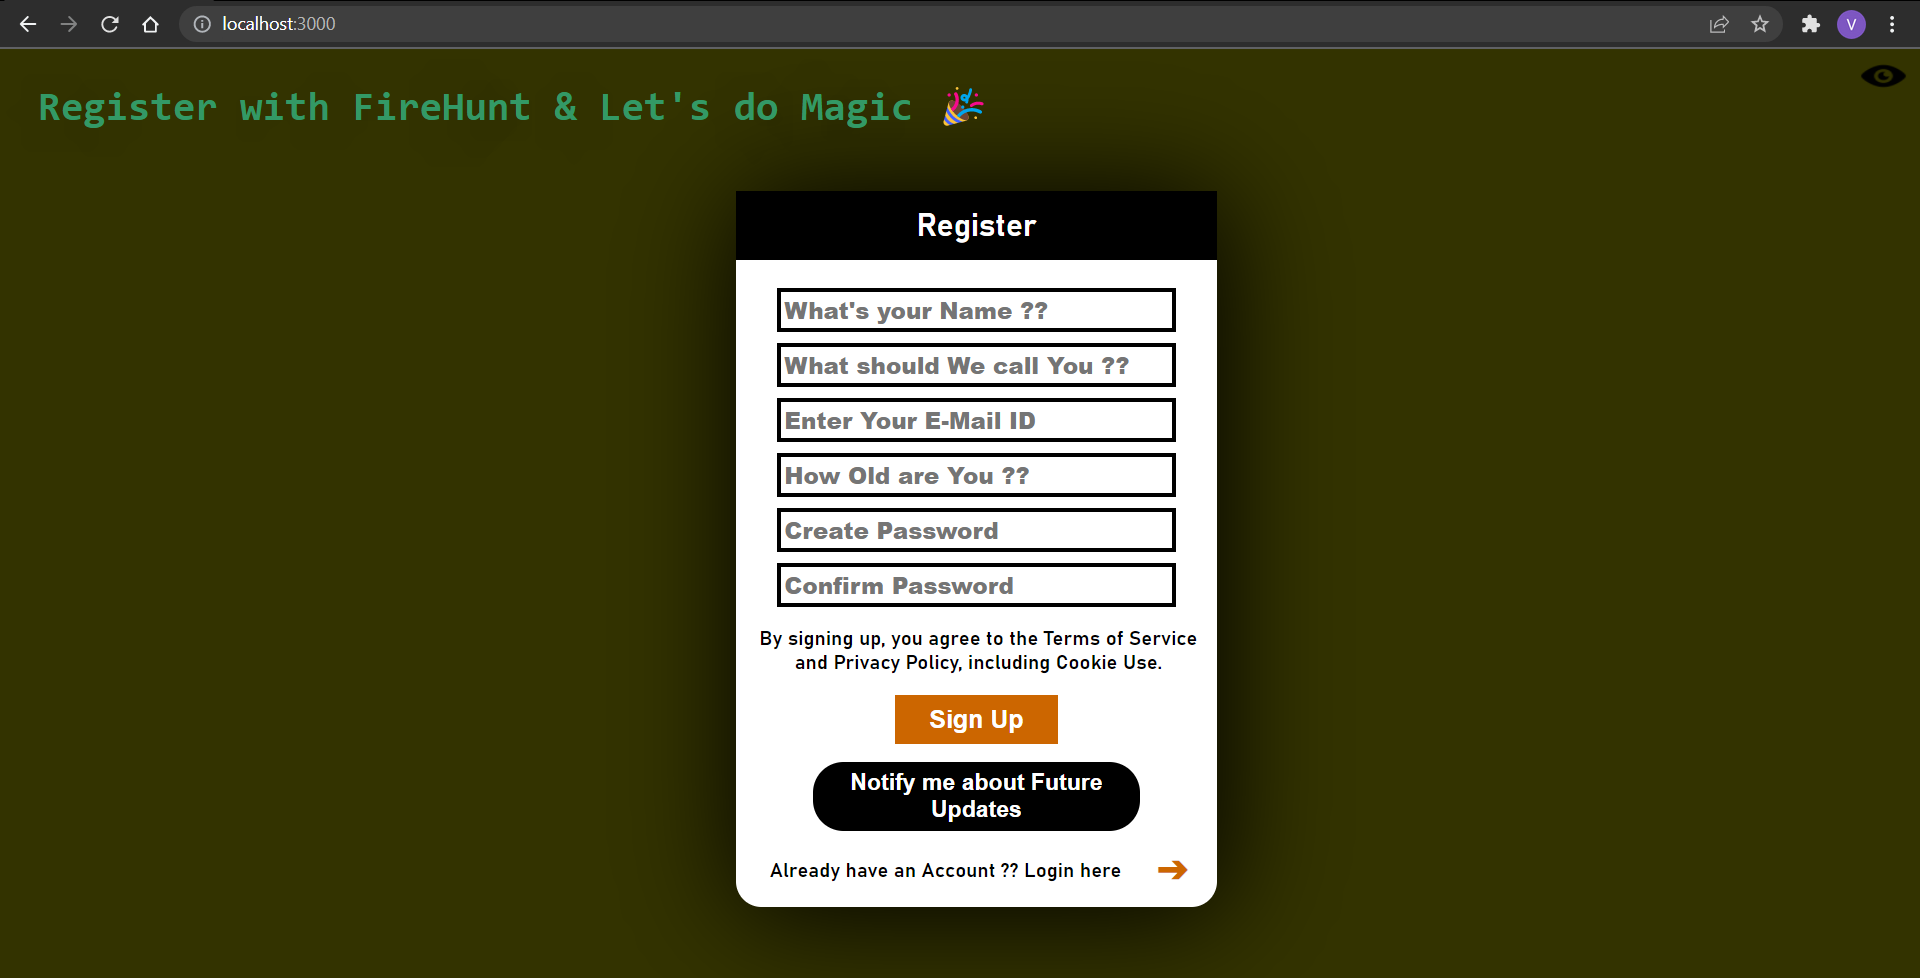 localhost:3000
V
Register with FireHunt & Let's do Magic 🎉
Register
What's your Name ??
What should We call You ??
Enter Your E-Mail ID
How Old are You ??
Create Password
Confirm Password
By signing up, you agree to the Terms of Service
and Privacy Policy, including Cookie Use.
Sign Up
Notify me about Future
Updates
Already have an Account ?? Login here ➔